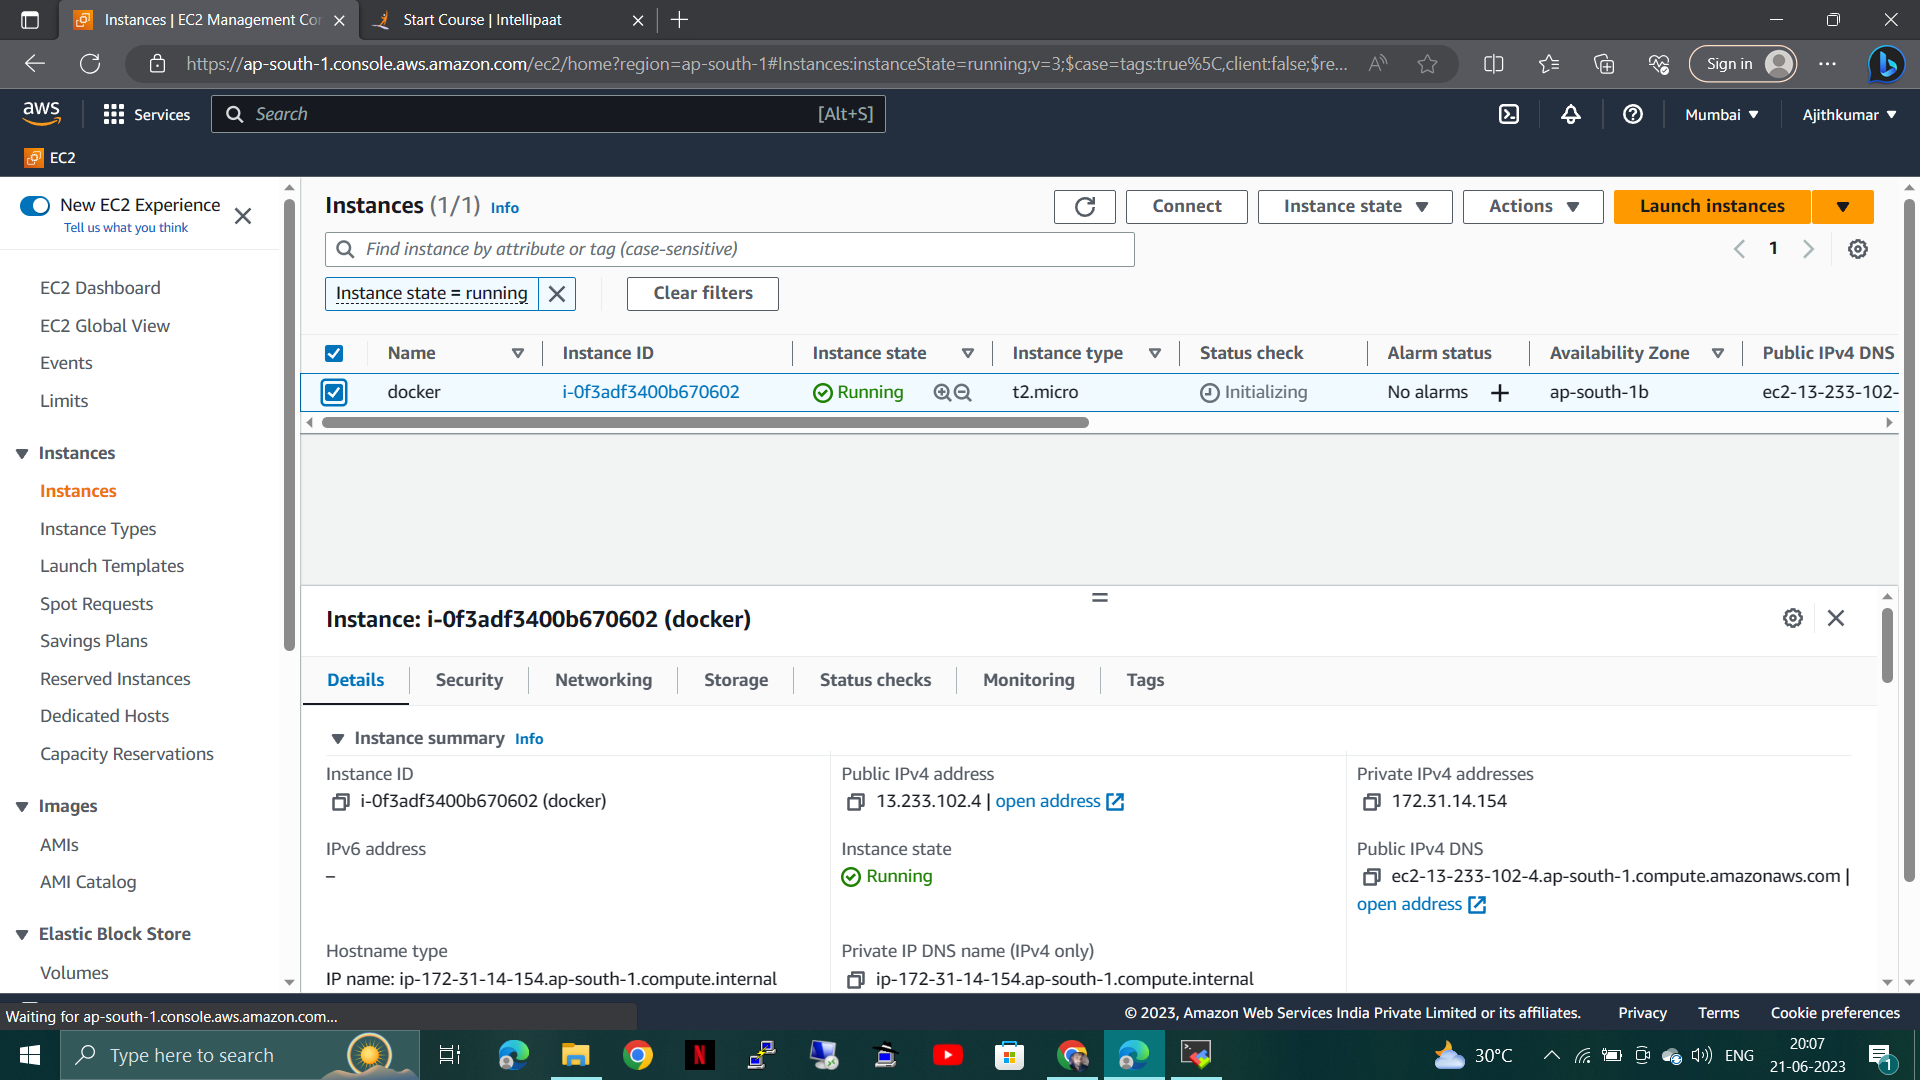 Instances | EC2 Management Co
Start Course | Intellipaat
https://ap-south-1.console.aws.amazon.com/ec2/home?region=ap-south-1#Instances:instanceState=running;v=3;$case=tags:true%5C,client:false;$re...
Sign in
aws
Services
Search
[Alt+S]
Mumbai
Ajithkumar
EC2
New EC2 Experience
Tell us what you think
EC2 Dashboard
EC2 Global View
Events
Limits
Instances
Instances
Instance Types
Launch Templates
Spot Requests
Savings Plans
Reserved Instances
Dedicated Hosts
Capacity Reservations
Images
AMIs
AMI Catalog
Elastic Block Store
Volumes
Instances (1/1) Info
Connect
Instance state
Actions
Launch instances
Find instance by attribute or tag (case-sensitive)
1
Instance state = running
Clear filters
Name Instance ID Instance state Instance type Status check Alarm status Availability Zone Public IPv4 DNS
docker i-0f3adf3400b670602 Running t2.micro Initializing No alarms ap-south-1b ec2-13-233-102-
Instance: i-0f3adf3400b670602 (docker)
Details Security Networking Storage Status checks Monitoring Tags
Instance summary Info
Instance ID
i-0f3adf3400b670602 (docker)
Public IPv4 address
13.233.102.4 | open address
Private IPv4 addresses
172.31.14.154
IPv6 address
–
Instance state
Running
Public IPv4 DNS
ec2-13-233-102-4.ap-south-1.compute.amazonaws.com |
open address
Hostname type
IP name: ip-172-31-14-154.ap-south-1.compute.internal
Private IP DNS name (IPv4 only)
ip-172-31-14-154.ap-south-1.compute.internal
Waiting for ap-south-1.console.aws.amazon.com...
© 2023, Amazon Web Services India Private Limited or its affiliates.
Privacy
Terms
Cookie preferences
Type here to search
30°C
ENG
20:07
21-06-2023
1